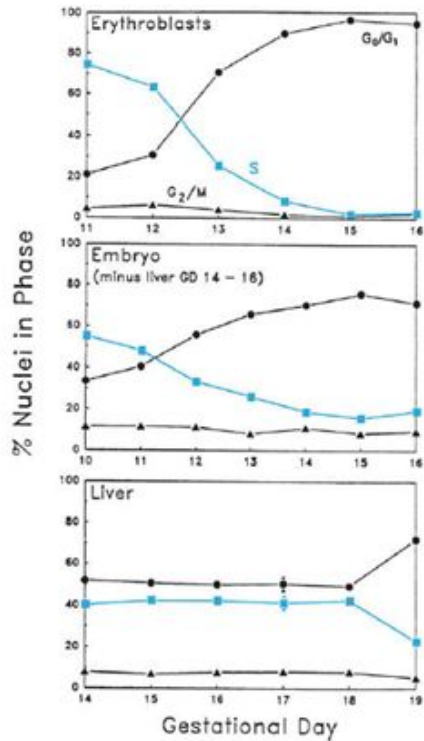 100
Erythroblasts
G₀/G₁
80
60
40
S
20
G₂/M
0
11 12 13 14 15 16
100
Embryo
(minus liver GD 14 - 16)
80
60
40
20
0
10 11 12 13 14 15 16
% Nuclei in Phase
100
Liver
80
60
40
20
0
14 15 16 17 18 19
Gestational Day